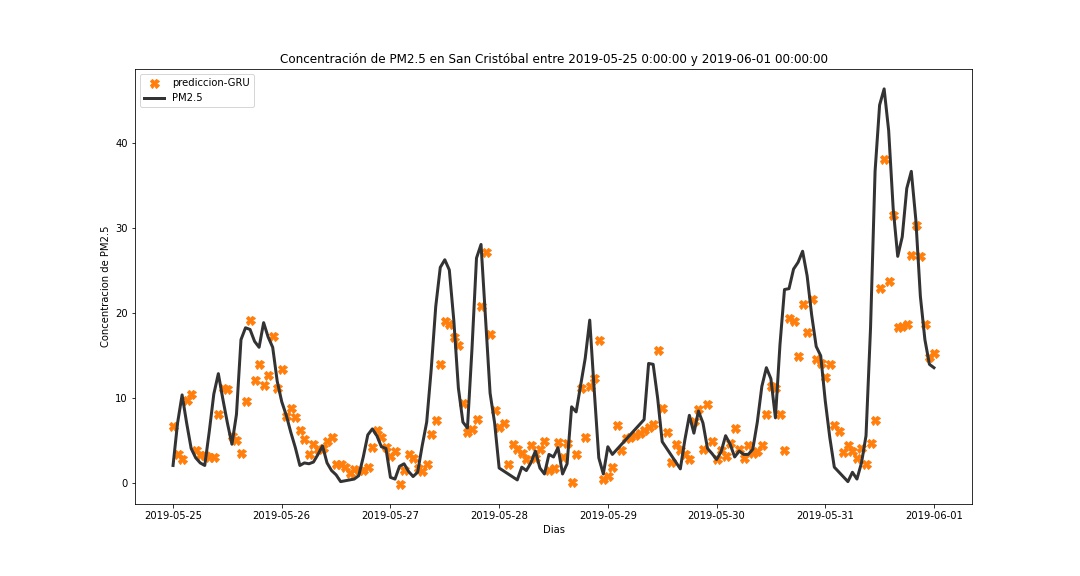 Concentración de PM2.5 en San Cristóbal entre 2019-05-25 0:00:00 y 2019-06-01 00:00:00
prediccion-GRU
PM2.5
Concentracion de PM2.5
40
30
20
10
0
2019-05-25 2019-05-26 2019-05-27 2019-05-28 2019-05-29 2019-05-30 2019-05-31 2019-06-01
Dias